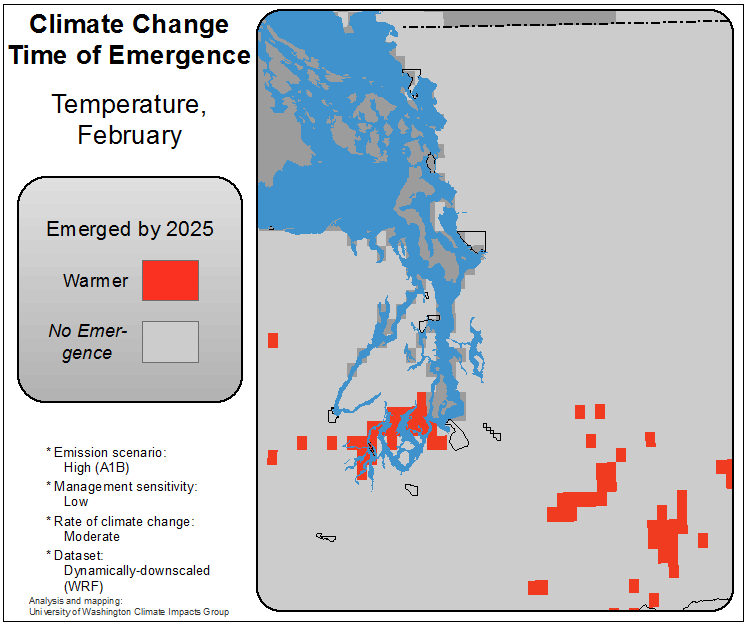 Climate Change
Time of Emergence
Temperature,
February
Emerged by 2025
Warmer
No Emer-
gence
* Emission scenario:
High (A1B)
* Management sensitivity:
Low
* Rate of climate change:
Moderate
* Dataset:
Dynamically-downscaled
(WRF)
Analysis and mapping:
University of Washington Climate Impacts Group